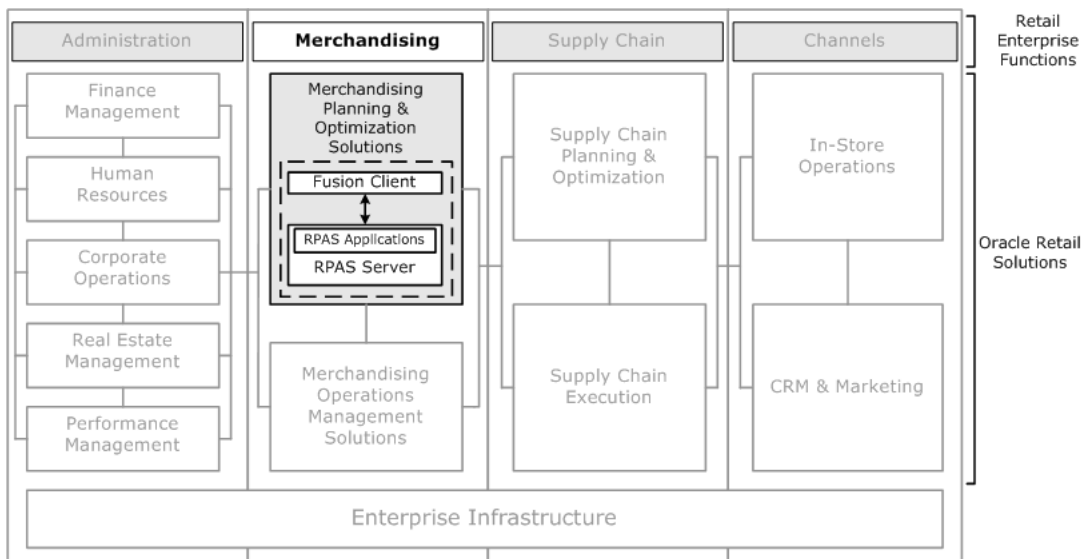 Administration
Merchandising
Supply Chain
Channels
Retail
Enterprise
Functions
Finance
Management
Human
Resources
Corporate
Operations
Real Estate
Management
Performance
Management
Merchandising
Planning &
Optimization
Solutions
Fusion Client
RPAS Applications
RPAS Server
Merchandising
Operations
Management
Solutions
Supply Chain
Planning &
Optimization
Supply Chain
Execution
In-Store
Operations
CRM & Marketing
Oracle Retail
Solutions
Enterprise Infrastructure